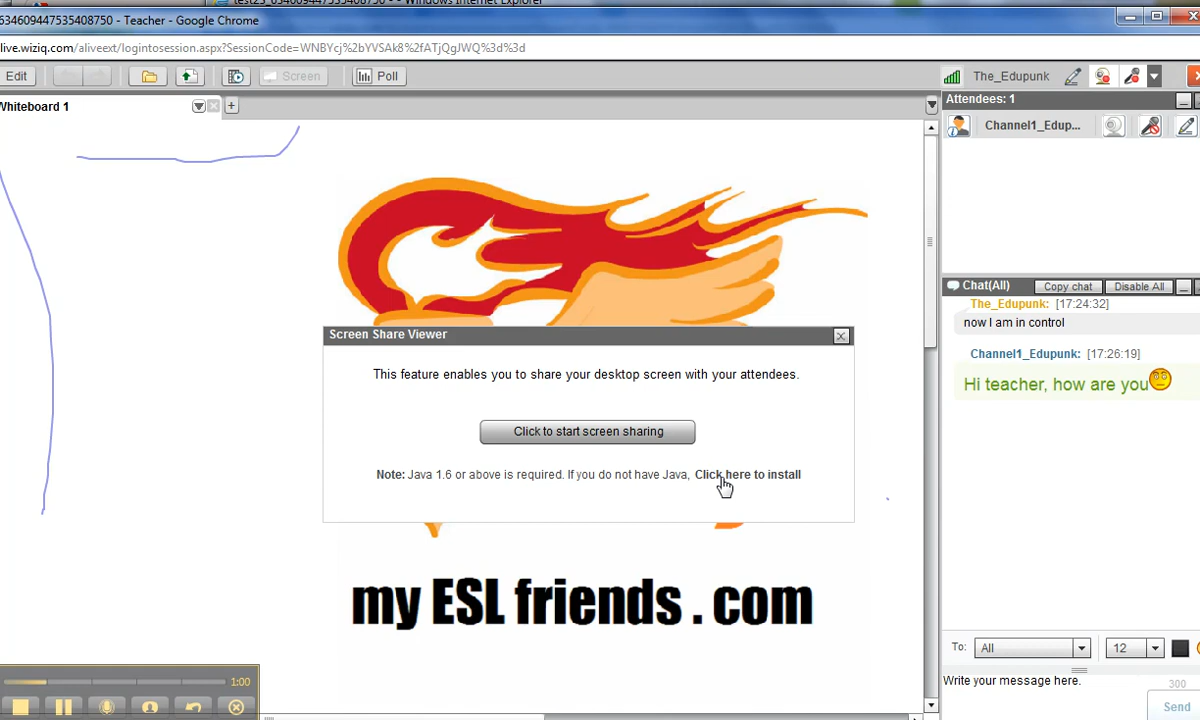 test23_634609447535408750 - - Windows Internet Explorer
634609447535408750 - Teacher - Google Chrome
live.wiziq.com/aliveext/logintosession.aspx?SessionCode=WNBYcj%2bYVSAk8%2fATjQgJWQ%3d%3d
Edit
Screen
Poll
The_Edupunk
Whiteboard 1
Attendees: 1
Channel1_Edup...
Chat(All)
Copy chat
Disable All
The_Edupunk: [17:24:32]
now I am in control
Channel1_Edupunk: [17:26:19]
Hi teacher, how are you
Screen Share Viewer
This feature enables you to share your desktop screen with your attendees.
Click to start screen sharing
Note: Java 1.6 or above is required. If you do not have Java, Click here to install
my ESL friends . com
To:
All
12
Write your message here.
300
Send
1:00